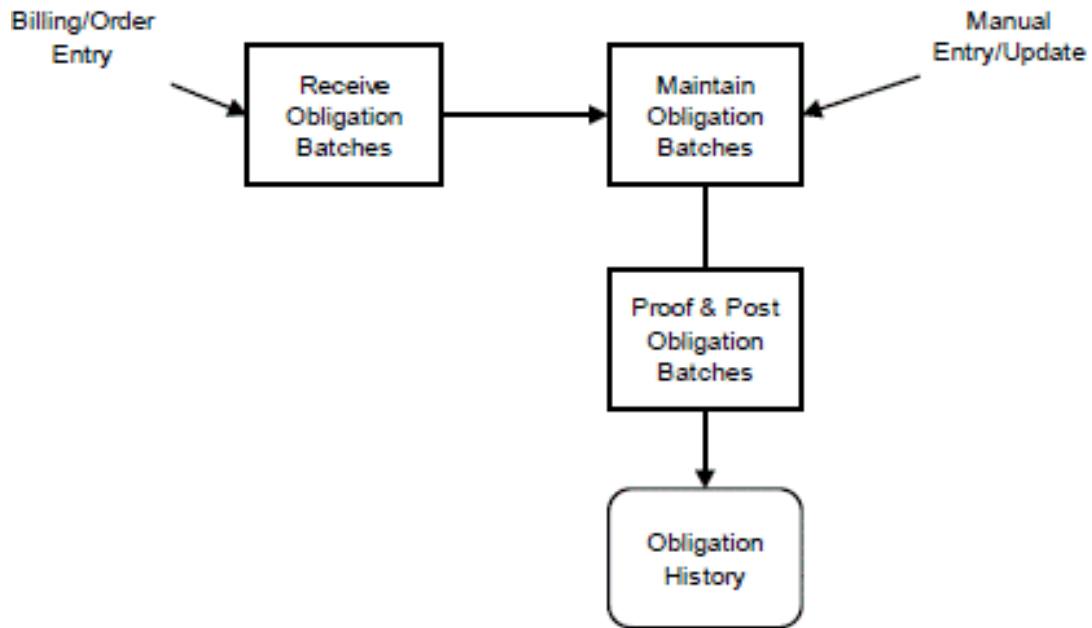 Billing/Order
Entry
Receive
Obligation
Batches
Maintain
Obligation
Batches
Manual
Entry/Update
Proof & Post
Obligation
Batches
Obligation
History